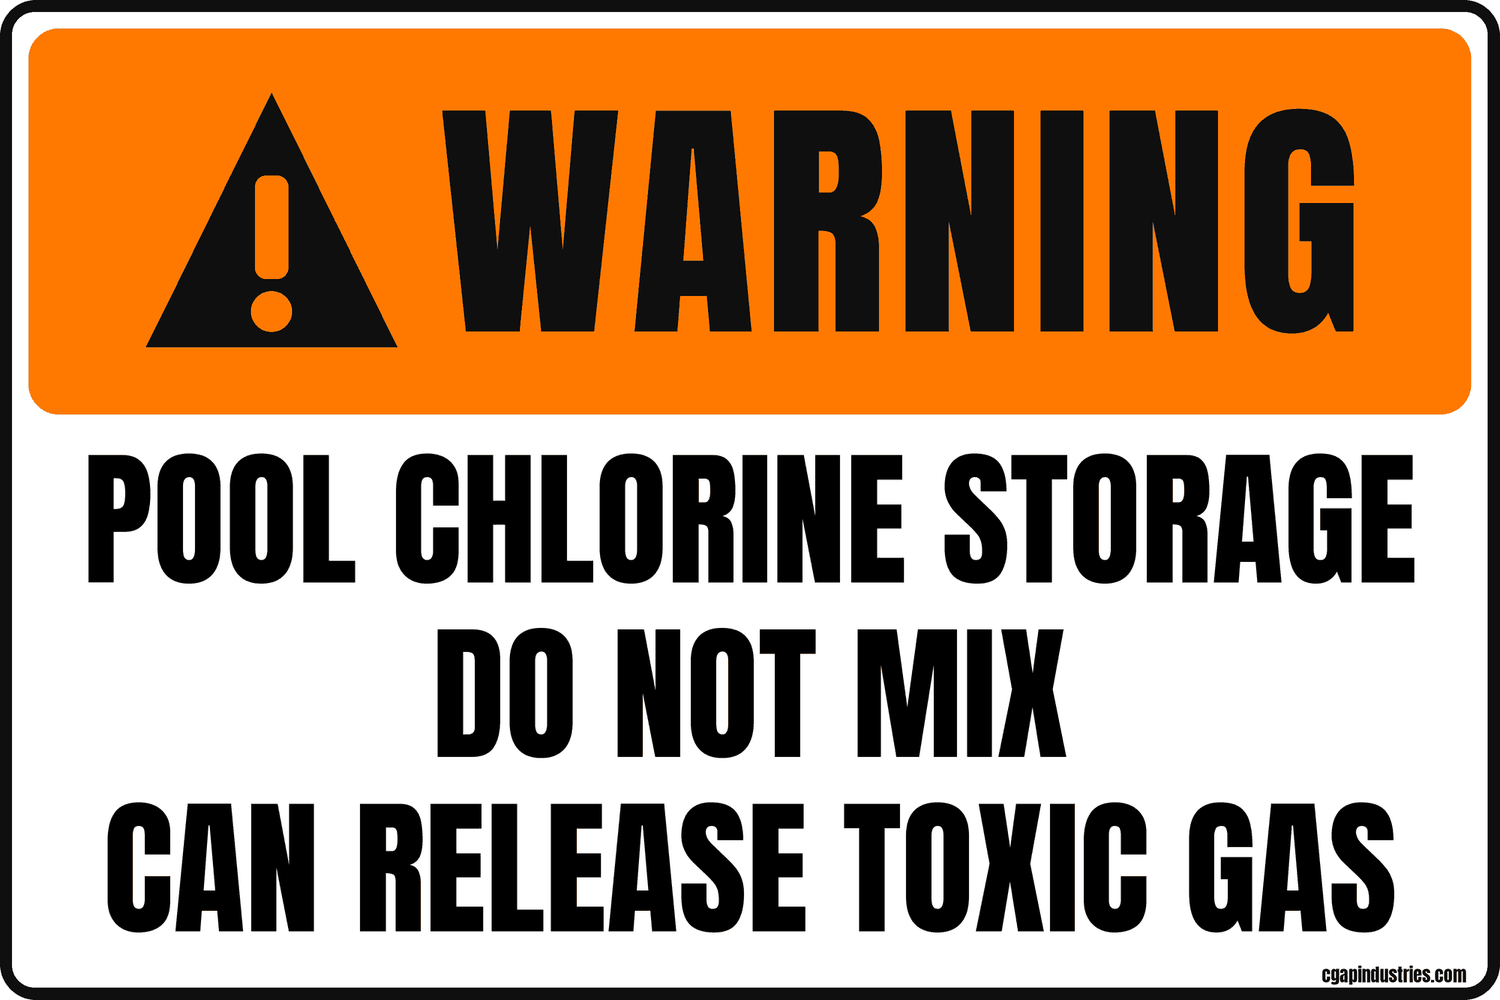 WARNING
POOL CHLORINE STORAGE
DO NOT MIX
CAN RELEASE TOXIC GAS
cgapindustries.com